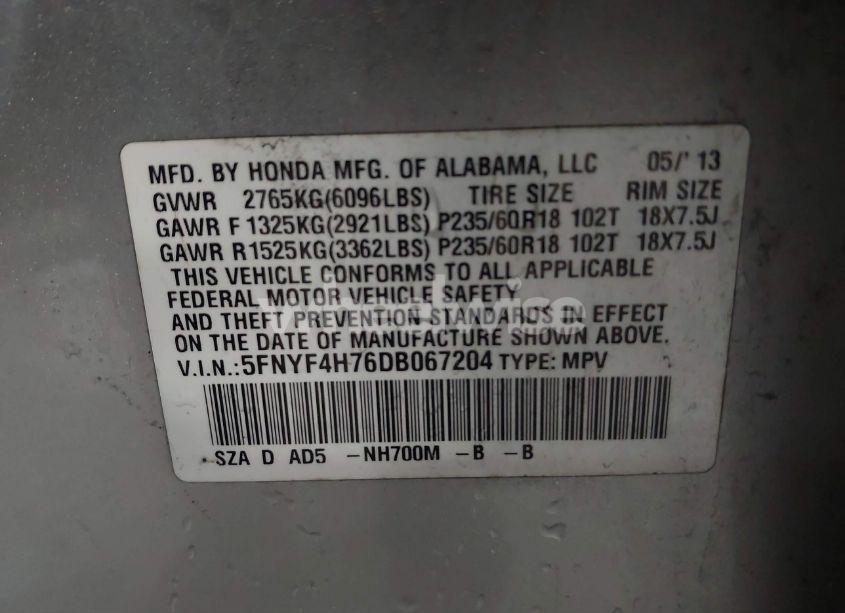 MFD. BY HONDA MFG. OF ALABAMA, LLC 05/'13
GVWR 2765KG(6096LBS) TIRE SIZE RIM SIZE
GAWR F 1325KG(2921LBS) P235/60R18 102T 18X7.5J
GAWR R 1525KG(3362LBS) P235/60R18 102T 18X7.5J
THIS VEHICLE CONFORMS TO ALL APPLICABLE
FEDERAL MOTOR VEHICLE SAFETY
AND THEFT PREVENTION STANDARDS IN EFFECT
ON THE DATE OF MANUFACTURE SHOWN ABOVE.
V.I.N.:5FNYF4H76DB067204 TYPE: MPV
SZA D AD5 -NH700M -B -B